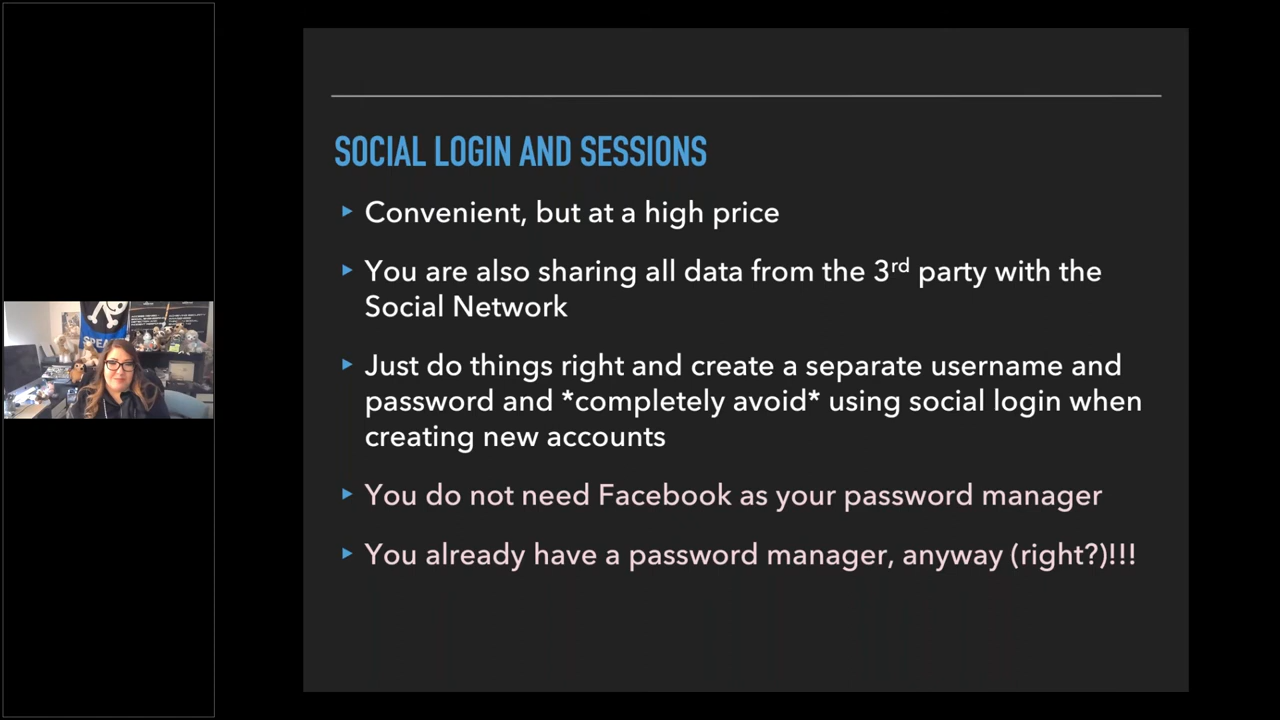 SOCIAL LOGIN AND SESSIONS
Convenient, but at a high price
You are also sharing all data from the 3rd party with the
Social Network
Just do things right and create a separate username and
password and *completely avoid* using social login when
creating new accounts
You do not need Facebook as your password manager
You already have a password manager, anyway (right?)!!!